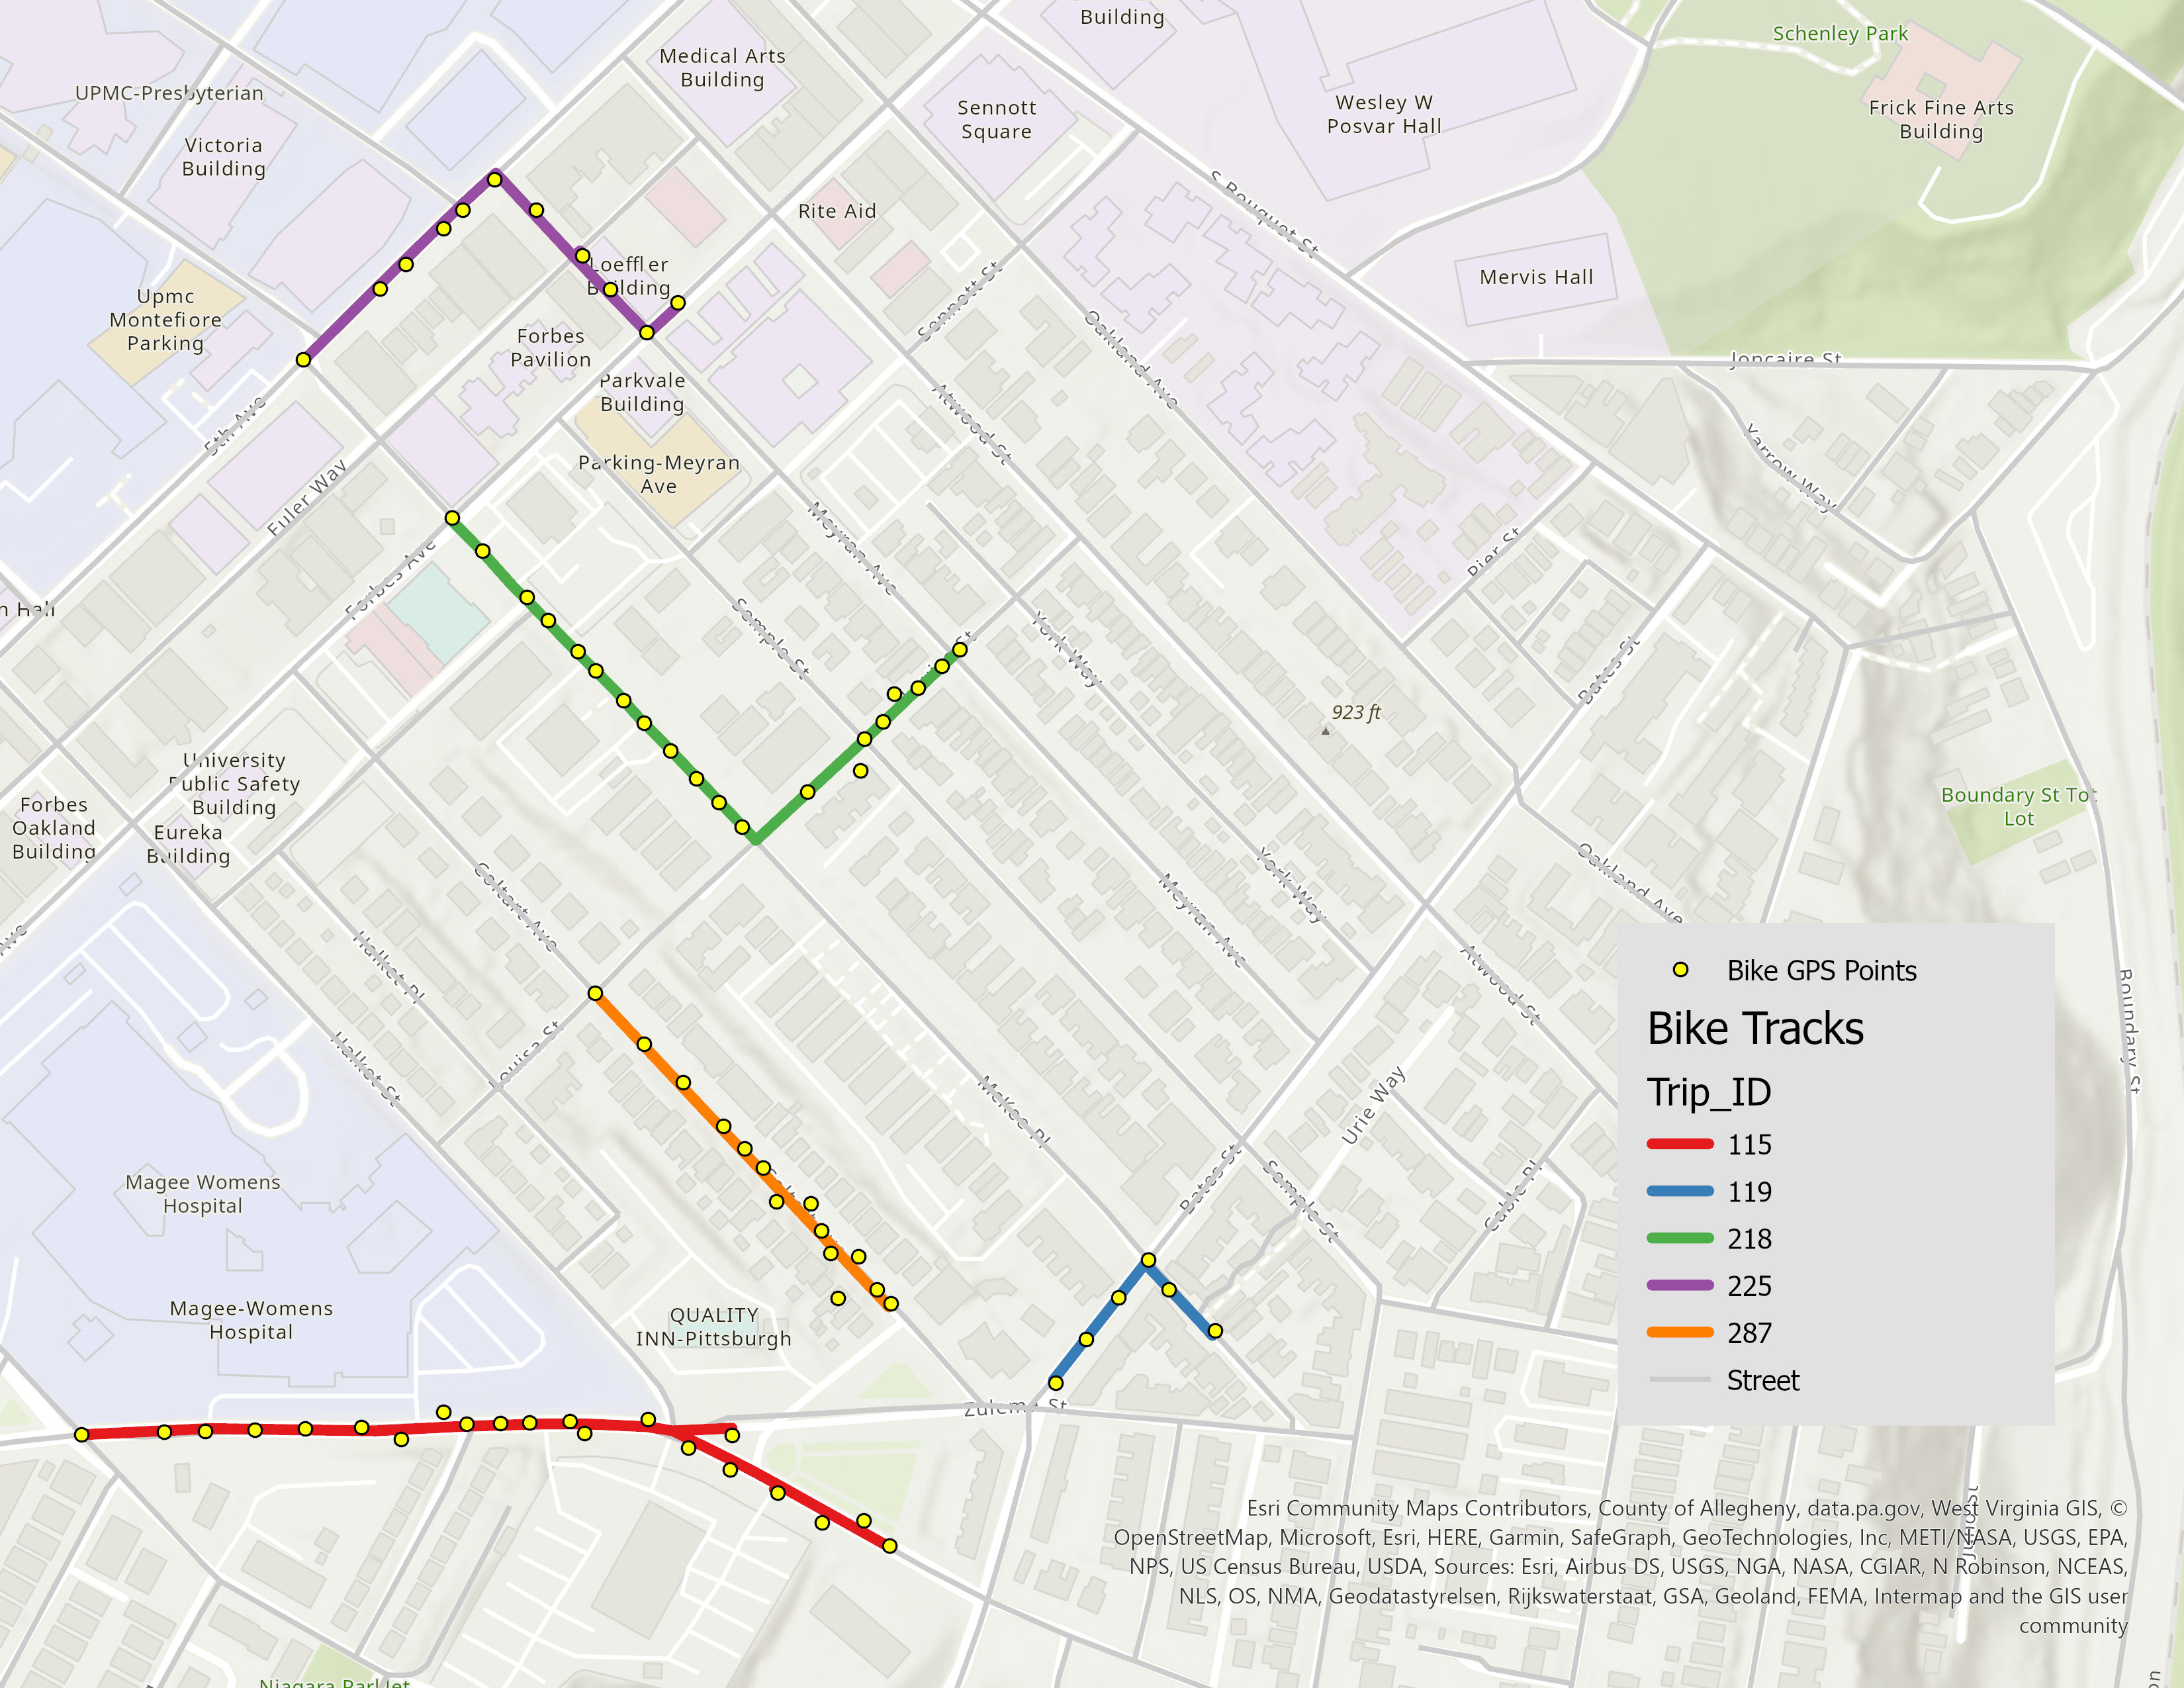 Building
Schenley Park
Medical Arts
Building
UPMC-Presbyterian
Sennott
Square
Wesley W
Posvar Hall
Frick Fine Arts
Building
Victoria
Building
S Bouquet St
Rite Aid
Loeffler
Building
Mervis Hall
Upmc
Montefiore
Parking
Sennott St
Oakland Ave
Forbes
Pavilion
Joncaire St
Parkvale
Building
5th Ave
Atwood St
Yarrow Way
Parking-Meyran
Ave
Euler Way
Meyran Ave
Forbes Ave
Pier St
n Hall
Semple St
St
York Way
Bates St
923 ft
University
Public Safety
Building
Forbes
Oakland
Building
Eureka
Building
Boundary St Tot
Lot
Coltart Ave
York Way
Oakland Ave
Halket Pl
Meyran Ave
Atwood St
Bike GPS Points
Bike Tracks
Trip_ID
115
119
218
225
287
Street
Boundary St
Louisa St
Halket St
McKee Pl
Urie Way
Magee Womens
Hospital
Bates St
Semple St
Cable Pl
Magee-Womens
Hospital
QUALITY
INN-Pittsburgh
Zulema St
Esri Community Maps Contributors, County of Allegheny, data.pa.gov, West Virginia GIS, ©
OpenStreetMap, Microsoft, Esri, HERE, Garmin, SafeGraph, GeoTechnologies, Inc, METI/NASA, USGS, EPA,
NPS, US Census Bureau, USDA, Sources: Esri, Airbus DS, USGS, NGA, NASA, CGIAR, N Robinson, NCEAS,
NLS, OS, NMA, Geodatastyrelsen, Rijkswaterstaat, GSA, Geoland, FEMA, Intermap and the GIS user
community